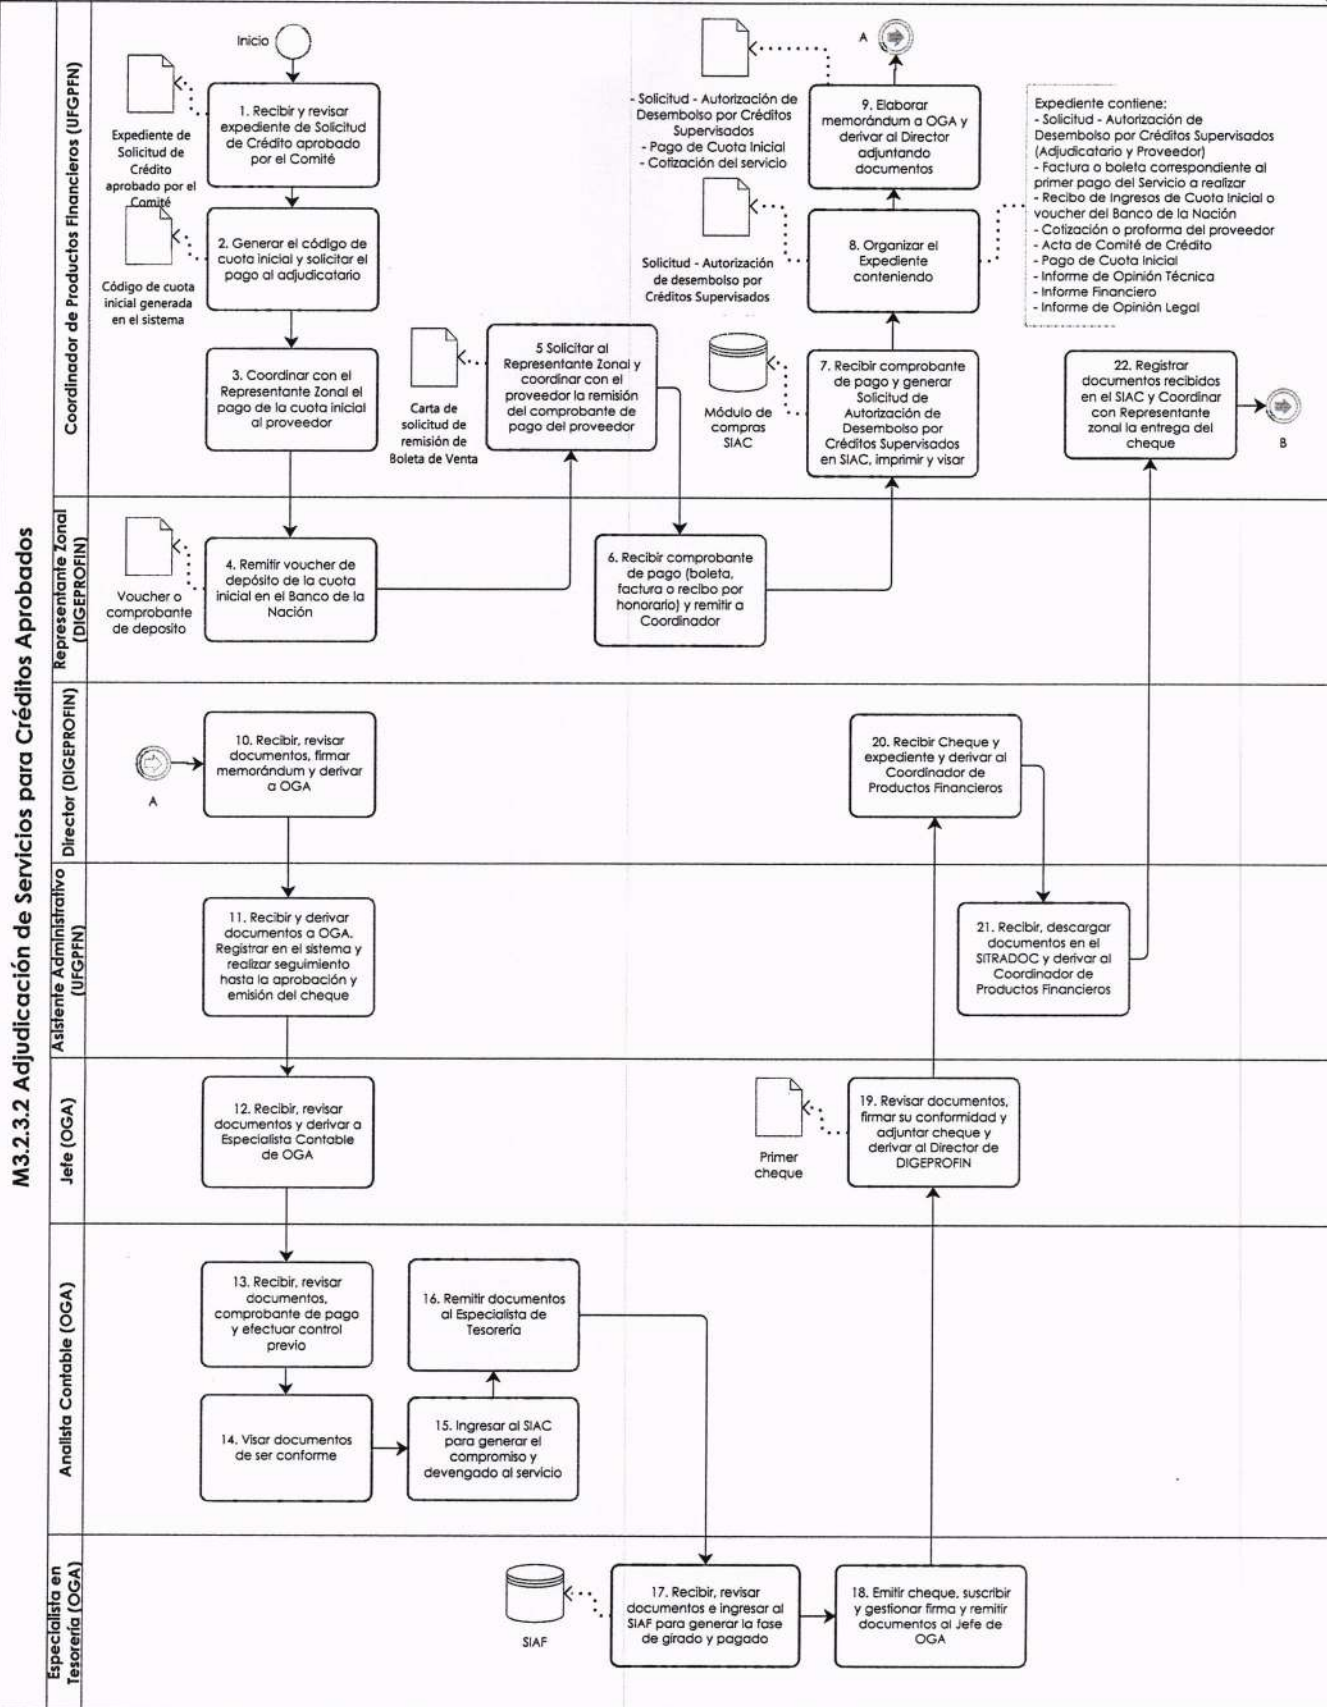 M3.2.3.2 Adjudicación de Servicios para Créditos Aprobados
Coordinador de Productos Financieros (UFGPFN)
Inicio
1. Recibir y revisar
expediente de Solicitud
de Crédito aprobado
por el Comité
Expediente de
Solicitud de
Crédito
aprobado por el
Comité
2. Generar el código de
cuota inicial y solicitar el
pago al adjudicatario
Código de cuota
inicial generada
en el sistema
3. Coordinar con el
Representante Zonal el
pago de la cuota inicial
al proveedor
5 Solicitar al
Representante Zonal y
coordinar con el
proveedor la remisión
del comprobante de
pago del proveedor
Carta de
solicitud de
remisión de
Boleta de Venta
A
9. Elaborar
memorándum a OGA y
derivar al Director
adjuntando
documentos
- Solicitud - Autorización de
Desembolso por Créditos
Supervisados
- Pago de Cuota Inicial
- Cotización del servicio
8. Organizar el
Expediente
conteniendo
Solicitud - Autorización
de desembolso por
Créditos Supervisados
Expediente contiene:
- Solicitud - Autorización de
Desembolso por Créditos Supervisados
(Adjudicatario y Proveedor)
- Factura o boleta correspondiente al
primer pago del Servicio a realizar
- Recibo de Ingresos de Cuota Inicial o
voucher del Banco de la Nación
- Cotización o proforma del proveedor
- Acta de Comité de Crédito
- Pago de Cuota Inicial
- Informe de Opinión Técnica
- Informe Financiero
- Informe de Opinión Legal
7. Recibir comprobante
de pago y generar
Solicitud de
Autorización de
Desembolso por
Créditos Supervisados
en SIAC, imprimir y visar
Módulo de
compras
SIAC
22. Registrar
documentos recibidos
en el SIAC y Coordinar
con Representante
zonal la entrega del
cheque
B
Representante Zonal
(DIGEPROFIN)
4. Remitir voucher de
depósito de la cuota
inicial en el Banco de la
Nación
Voucher o
comprobante
de deposito
6. Recibir comprobante
de pago (boleta,
factura o recibo por
honorario) y remitir a
Coordinador
Director (DIGEPROFIN)
A
10. Recibir, revisar
documentos, firmar
memorándum y derivar
a OGA
20. Recibir Cheque y
expediente y derivar al
Coordinador de
Productos Financieros
Asistente Administrativo
(UFGPFN)
11. Recibir y derivar
documentos a OGA.
Registrar en el sistema y
realizar seguimiento
hasta la aprobación y
emisión del cheque
21. Recibir, descargar
documentos en el
SITRADOC y derivar al
Coordinador de
Productos Financieros
Jefe (OGA)
12. Recibir, revisar
documentos y derivar a
Especialista Contable
de OGA
Primer
cheque
19. Revisar documentos,
firmar su conformidad y
adjuntar cheque y
derivar al Director de
DIGEPROFIN
Analista Contable (OGA)
13. Recibir, revisar
documentos,
comprobante de pago
y efectuar control
previo
16. Remitir documentos
al Especialista de
Tesorería
14. Visar documentos
de ser conforme
15. Ingresar al SIAC
para generar el
compromiso y
devengado al servicio
Especialista en
Tesorería (OGA)
SIAF
17. Recibir, revisar
documentos e ingresar al
SIAF para generar la fase
de girado y pagado
18. Emitir cheque, suscribir
y gestionar firma y remitir
documentos al Jefe de
OGA